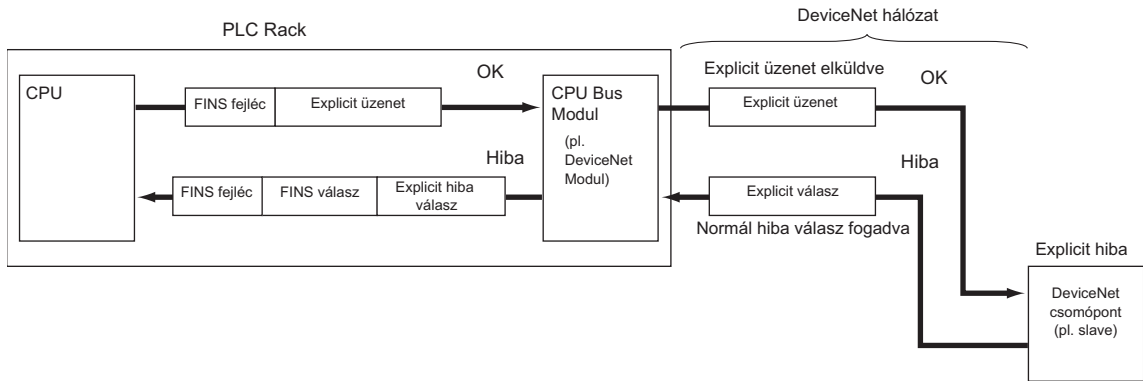 DeviceNet hálózat
PLC Rack
CPU
OK
FINS fejléc
Explicit üzenet
CPU Bus
Modul
(pl.
DeviceNet
Modul)
Explicit üzenet elküldve
Explicit üzenet
OK
Hiba
FINS fejléc
FINS válasz
Explicit hiba
válasz
Hiba
Explicit válasz
Normál hiba válasz fogadva
Explicit hiba
DeviceNet
csomópont
(pl. slave)